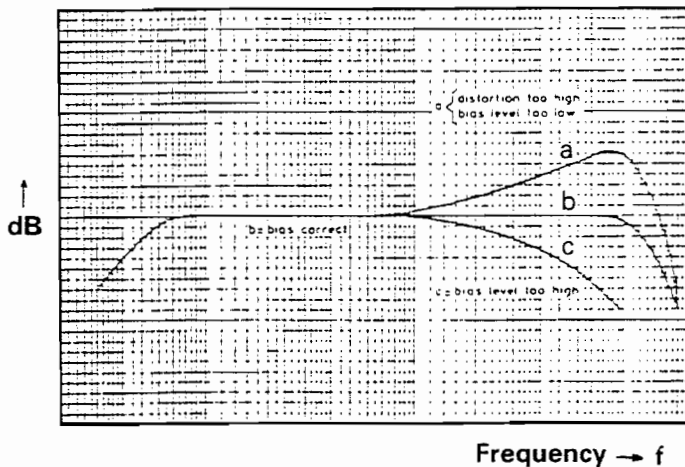 a { distortion too high
bias level too low
a
b
dB
b = bias correct
c
c = bias level too high
Frequency → f